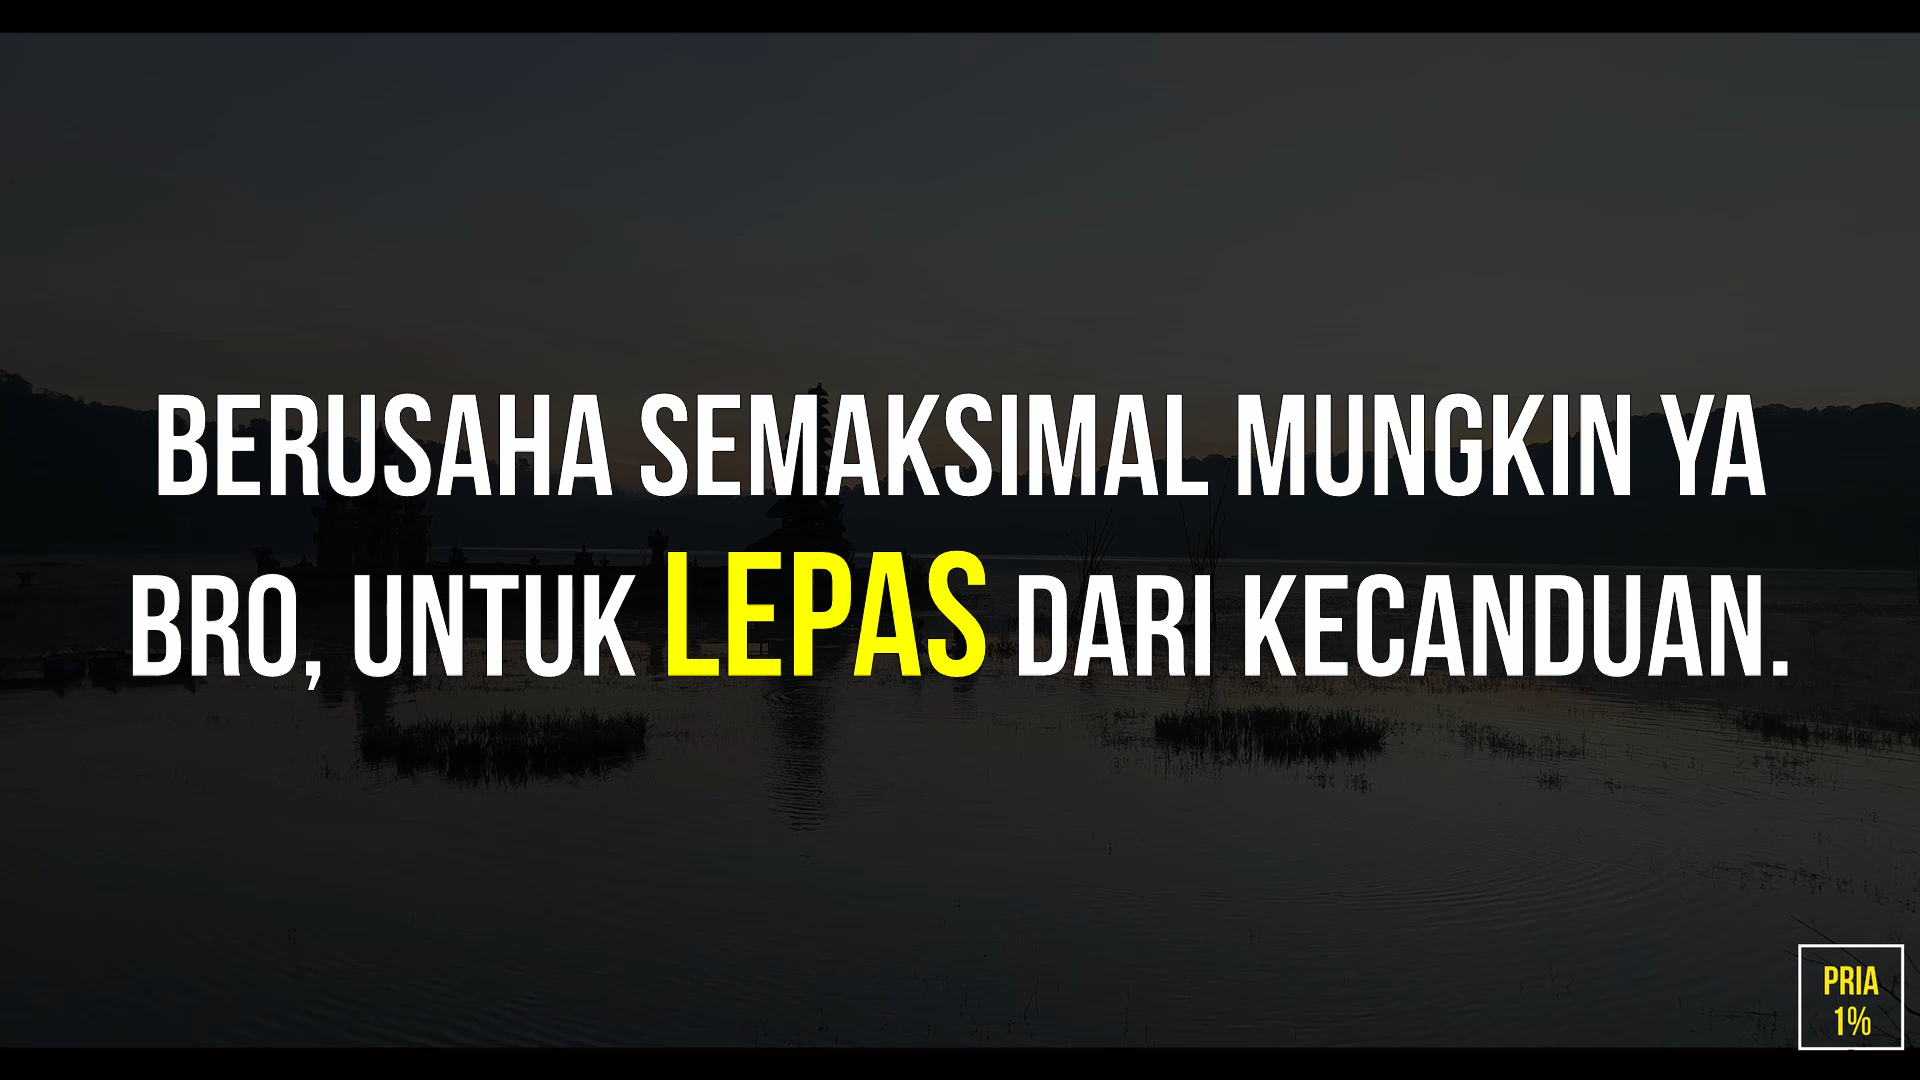 BERUSAHA SEMAKSIMAL MUNGKIN YA
BRO, UNTUK LEPAS DARI KECANDUAN.
PRIA
1%